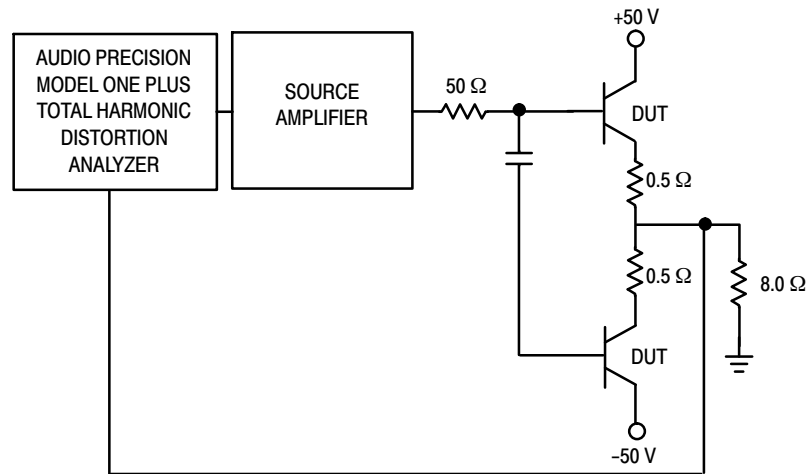 AUDIO PRECISION
MODEL ONE PLUS
TOTAL HARMONIC
DISTORTION
ANALYZER
SOURCE
AMPLIFIER
50 Ω
+50 V
DUT
0.5 Ω
0.5 Ω
8.0 Ω
DUT
–50 V